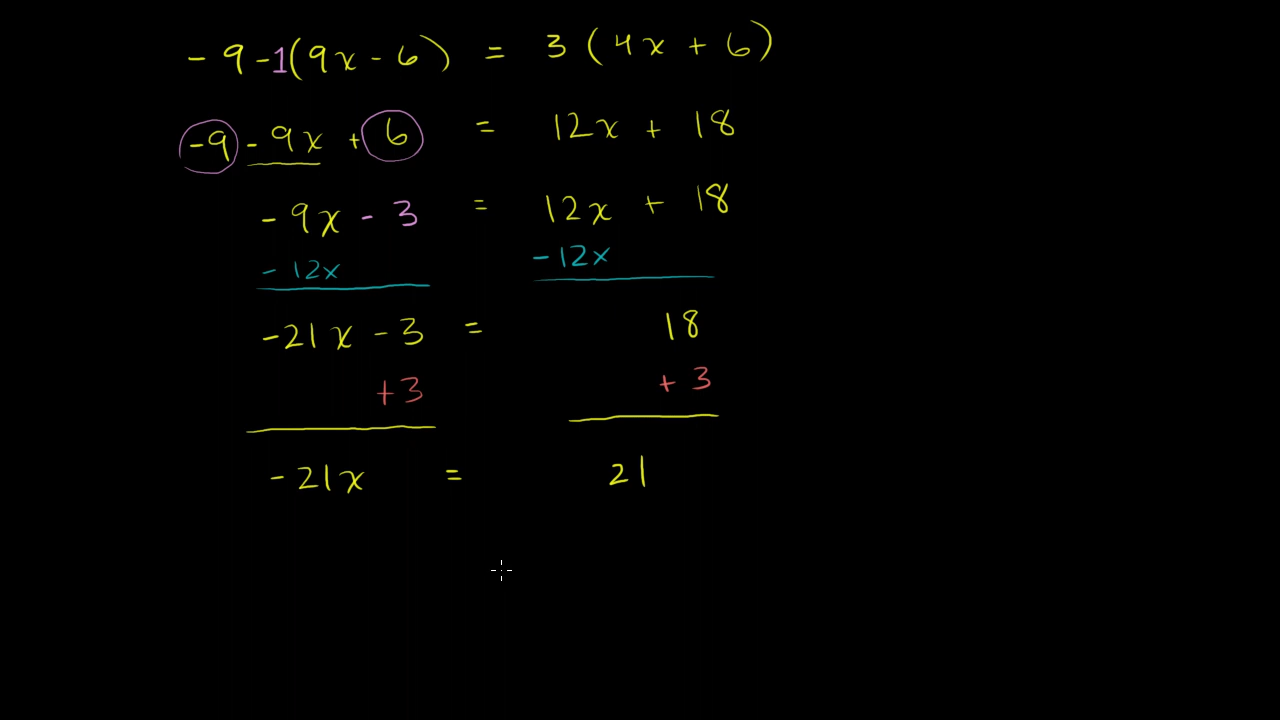 -9-1(9x-6) = 3(4x+6)
-9-9x+6 = 12x+18
-9x-3 = 12x+18
-12x -12x
-21x-3 = 18
+3 +3
-21x = 21